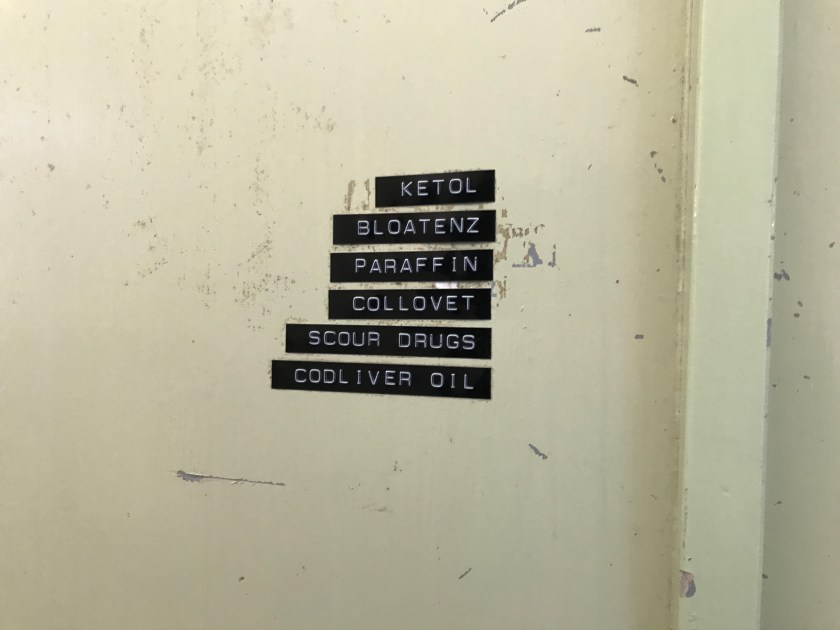 KETOL
BLOATENZ
PARAFFIN
COLLOVET
SCOUR DRUGS
CODLIVER OIL